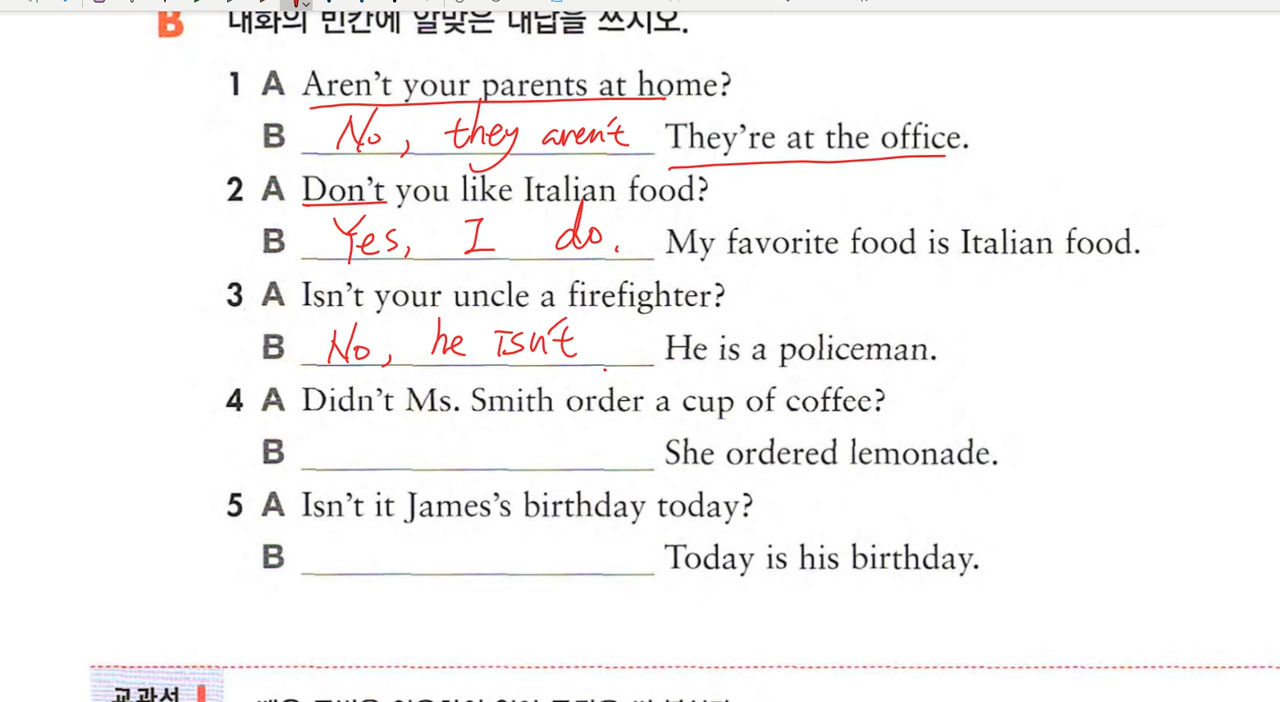 B 대화의 빈칸에 알맞은 대답을 쓰시오.
1 A Aren't your parents at home?
B No, they aren't They're at the office.
2 A Don't you like Italian food?
B Yes, I do. My favorite food is Italian food.
3 A Isn't your uncle a firefighter?
B No, he isn't. He is a policeman.
4 A Didn't Ms. Smith order a cup of coffee?
B She ordered lemonade.
5 A Isn't it James's birthday today?
B Today is his birthday.